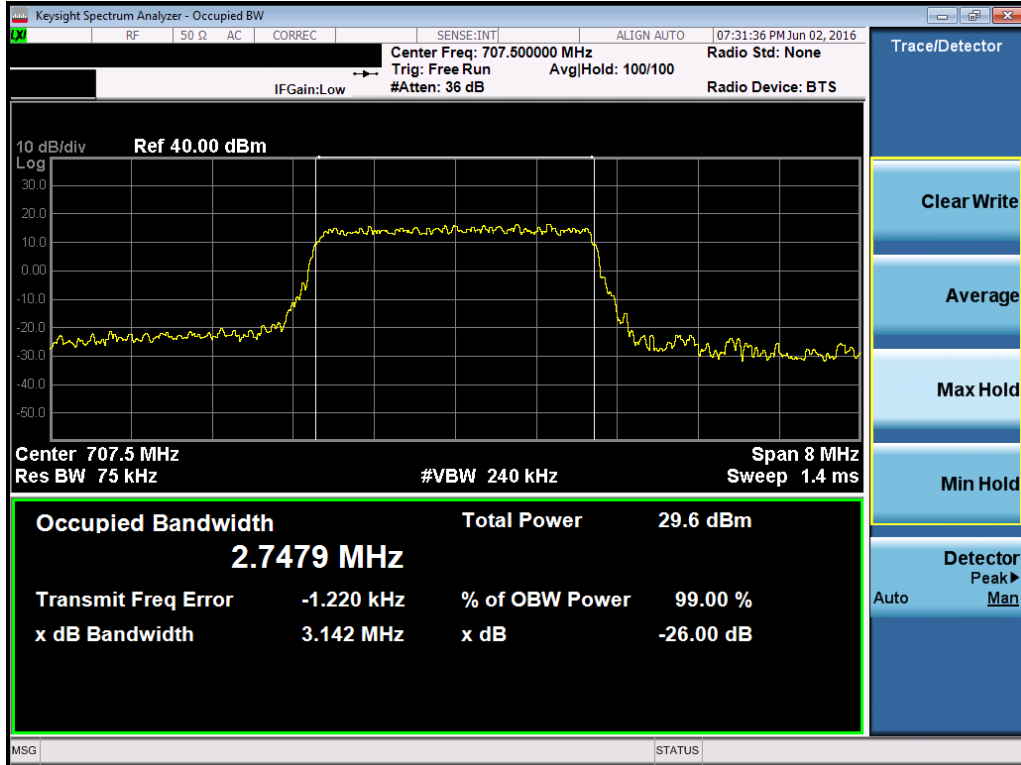 Keysight Spectrum Analyzer - Occupied BW
LXI RF 50 Ω AC CORREC SENSE:INT ALIGN AUTO 07:31:36 PM Jun 02, 2016
Center Freq: 707.500000 MHz Radio Std: None
Trig: Free Run Avg|Hold: 100/100
IFGain:Low #Atten: 36 dB Radio Device: BTS
10 dB/div Ref 40.00 dBm
Log
30.0
20.0
10.0
0.00
-10.0
-20.0
-30.0
-40.0
-50.0
Center 707.5 MHz Span 8 MHz
Res BW 75 kHz #VBW 240 kHz Sweep 1.4 ms
Occupied Bandwidth Total Power 29.6 dBm
2.7479 MHz
Transmit Freq Error -1.220 kHz % of OBW Power 99.00 %
x dB Bandwidth 3.142 MHz x dB -26.00 dB
MSG STATUS
Trace/Detector
Clear Write
Average
Max Hold
Min Hold
Detector
Peak▶
Auto Man